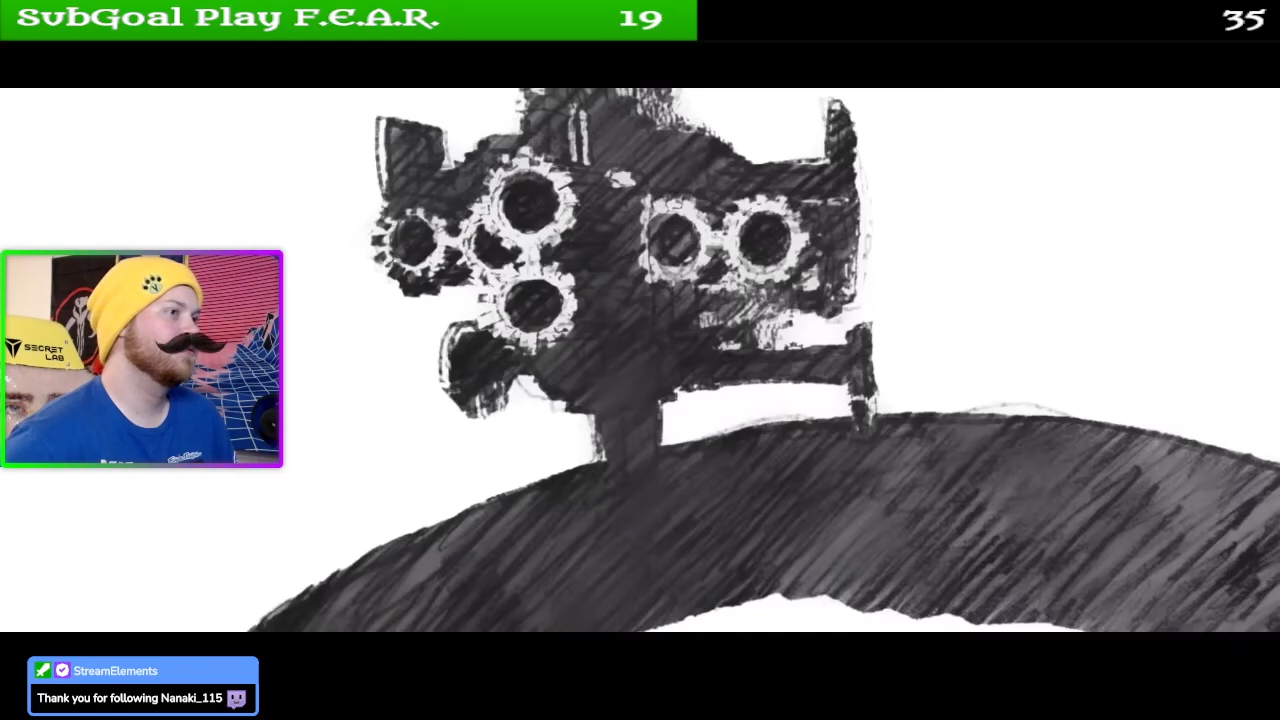 SubGoal Play F.E.A.R.
19
35
SECRET
LAB
StreamElements
Thank you for following Nanaki_115